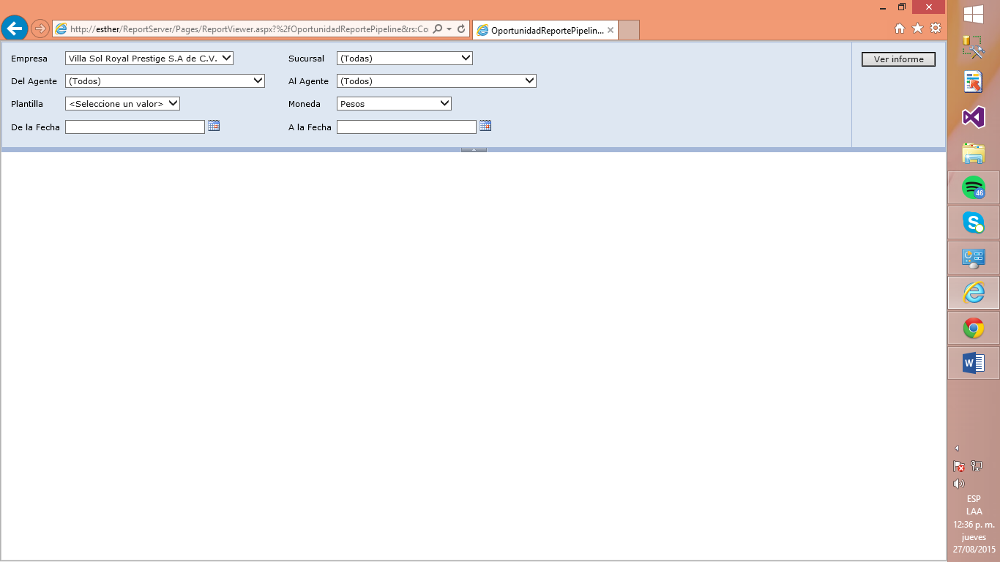 http://esther/ReportServer/Pages/ReportViewer.aspx?%2fOportunidadReportePipeline&rs:Co
OportunidadReportePipelin...
Empresa Villa Sol Royal Prestige S.A de C.V. Sucursal (Todas) Ver informe
Del Agente (Todos) Al Agente (Todos)
Plantilla <Seleccione un valor> Moneda Pesos
De la Fecha A la Fecha
46
S
W
ESP
LAA
12:36 p. m.
jueves
27/08/2015